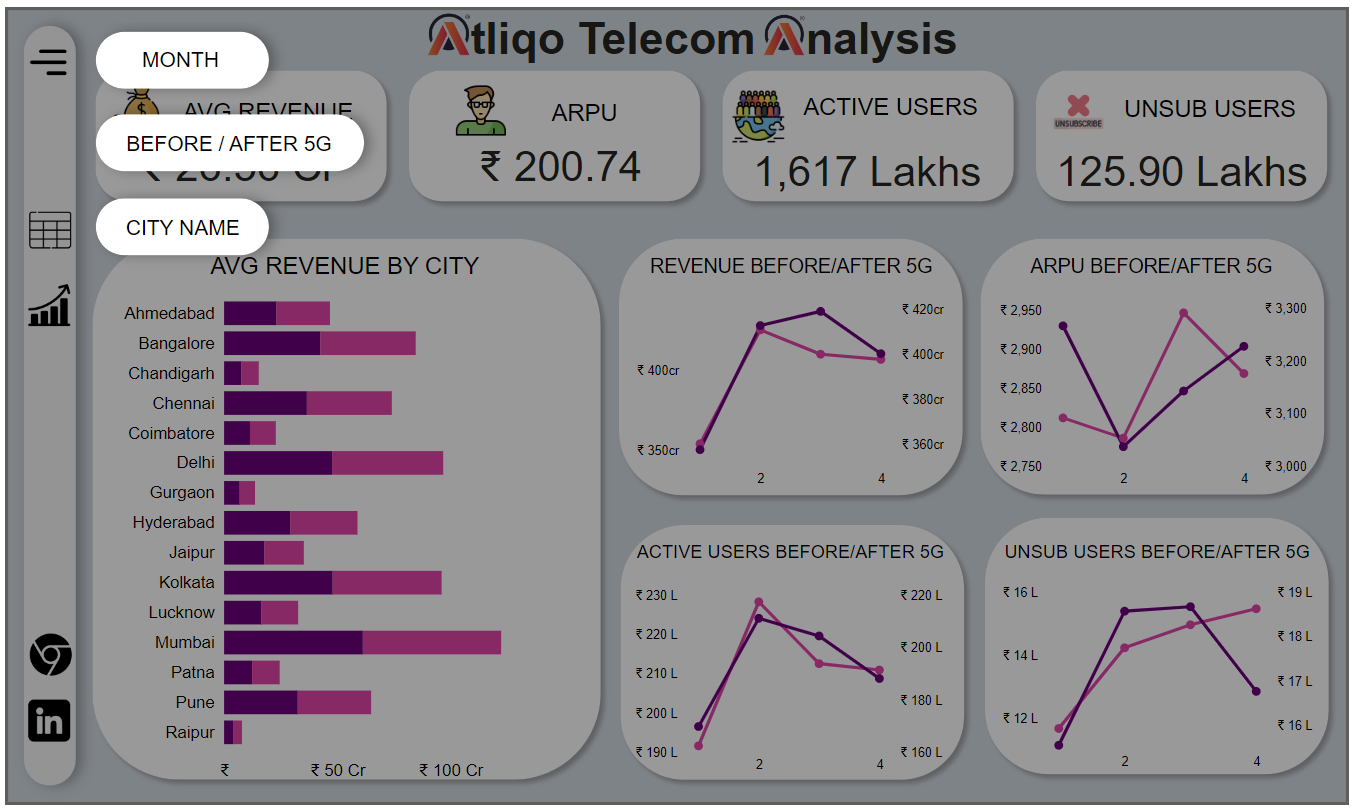 Atliqo Telecom Analysis
MONTH
AVG REVENUE
BEFORE / AFTER 5G
CITY NAME
ARPU
₹ 200.74
ACTIVE USERS
1,617 Lakhs
UNSUBSCRIBE
UNSUB USERS
125.90 Lakhs
AVG REVENUE BY CITY
Ahmedabad
Bangalore
Chandigarh
Chennai
Coimbatore
Delhi
Gurgaon
Hyderabad
Jaipur
Kolkata
Lucknow
Mumbai
Patna
Pune
Raipur
₹ ₹ 50 Cr ₹ 100 Cr
REVENUE BEFORE/AFTER 5G
₹ 400cr
₹ 350cr
₹ 420cr
₹ 400cr
₹ 380cr
₹ 360cr
2 4
ARPU BEFORE/AFTER 5G
₹ 2,950
₹ 2,900
₹ 2,850
₹ 2,800
₹ 2,750
₹ 3,300
₹ 3,200
₹ 3,100
₹ 3,000
2 4
ACTIVE USERS BEFORE/AFTER 5G
₹ 230 L
₹ 220 L
₹ 210 L
₹ 200 L
₹ 190 L
₹ 220 L
₹ 200 L
₹ 180 L
₹ 160 L
2 4
UNSUB USERS BEFORE/AFTER 5G
₹ 16 L
₹ 14 L
₹ 12 L
₹ 19 L
₹ 18 L
₹ 17 L
₹ 16 L
2 4
in